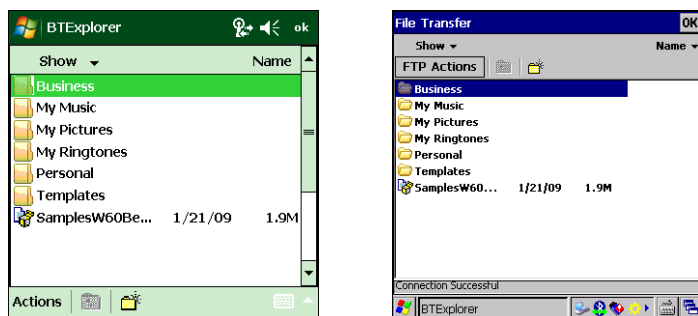 BTExplorer ok
Show Name
Business
My Music
My Pictures
My Ringtones
Personal
Templates
SamplesW60Be... 1/21/09 1.9M
Actions
File Transfer OK
Show Name
FTP Actions
Business
My Music
My Pictures
My Ringtones
Personal
Templates
SamplesW60... 1/21/09 1.9M
Connection Successful
BTExplorer